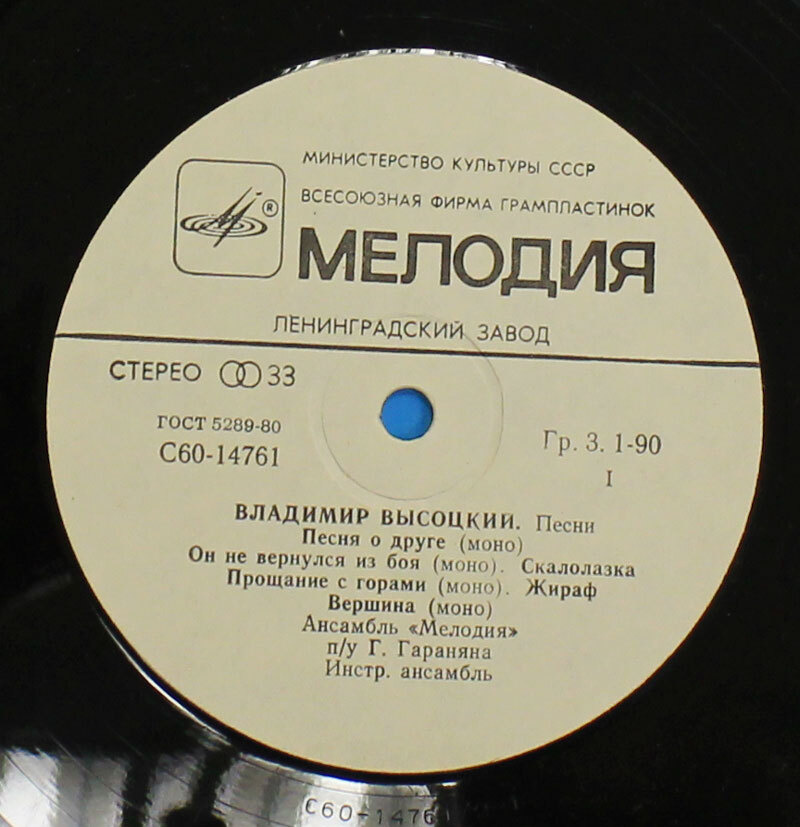 МИНИСТЕРСТВО КУЛЬТУРЫ СССР
ВСЕСОЮЗНАЯ ФИРМА ГРАМПЛАСТИНОК
®
МЕЛОДИЯ
ЛЕНИНГРАДСКИЙ ЗАВОД
СТЕРЕО 33
ГОСТ 5289-80
С60-14761
Гр. 3. 1-90
I
ВЛАДИМИР ВЫСОЦКИЙ. Песни
Песня о друге (моно)
Он не вернулся из боя (моно). Скалолазка
Прощание с горами (моно). Жираф
Вершина (моно)
Ансамбль «Мелодия»
п/у Г. Гараняна
Инстр. ансамбль
С60-1476